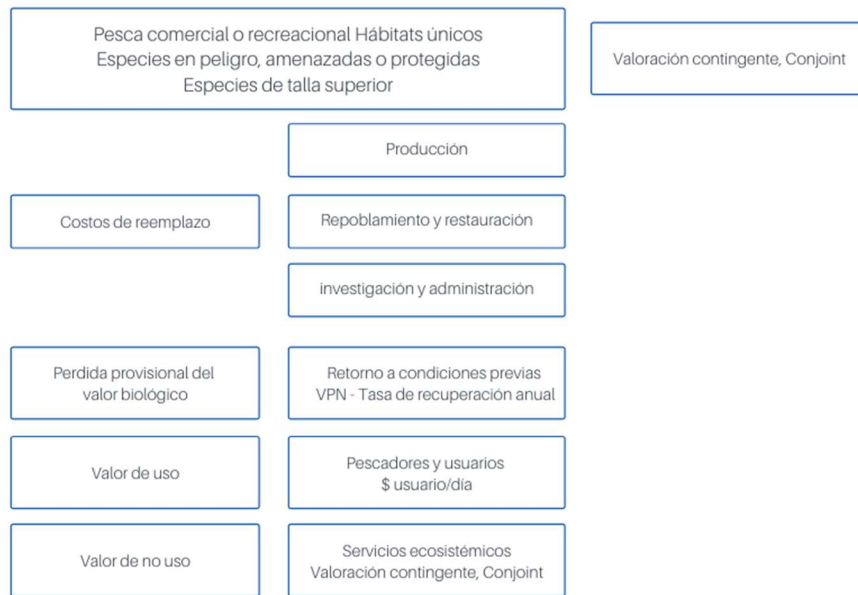 Pesca comercial o recreacional Hábitats únicos
Especies en peligro, amenazadas o protegidas
Especies de talla superior
Valoración contingente, Conjoint
Producción
Costos de reemplazo
Repoblamiento y restauración
investigación y administración
Perdida provisional del
valor biológico
Retorno a condiciones previas
VPN - Tasa de recuperación anual
Valor de uso
Pescadores y usuarios
$ usuario/día
Valor de no uso
Servicios ecosistémicos
Valoración contingente, Conjoint